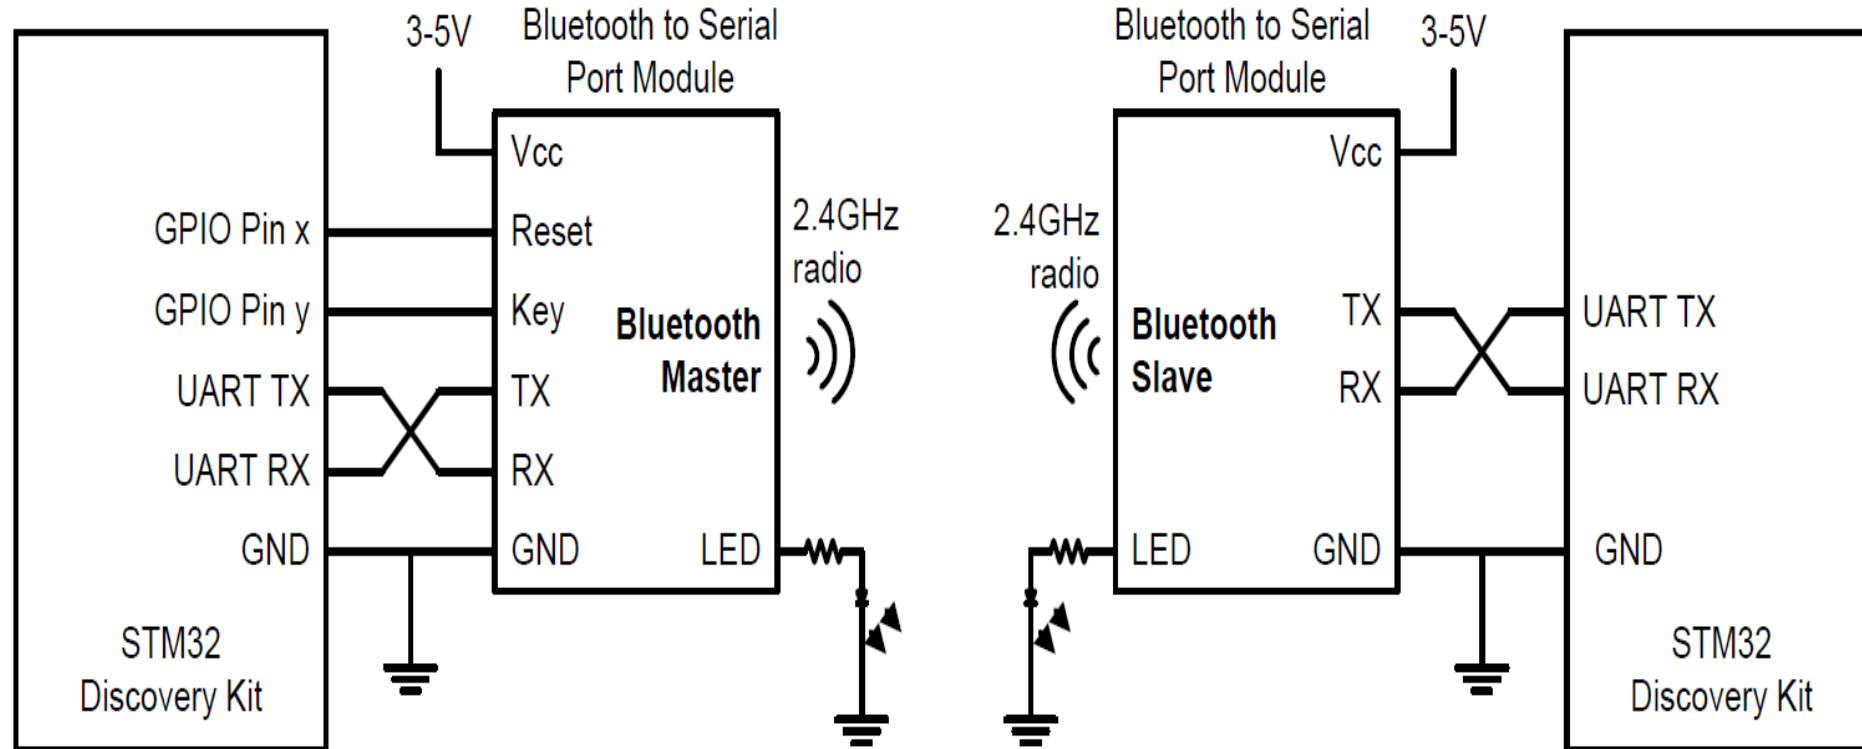 3-5V
Bluetooth to Serial
Port Module
Bluetooth to Serial
Port Module
3-5V
GPIO Pin x
GPIO Pin y
UART TX
UART RX
GND
STM32
Discovery Kit
Vcc
Reset
Key
TX
RX
GND
Bluetooth
Master
LED
2.4GHz
radio
2.4GHz
radio
Bluetooth
Slave
LED
Vcc
TX
RX
GND
UART TX
UART RX
GND
STM32
Discovery Kit